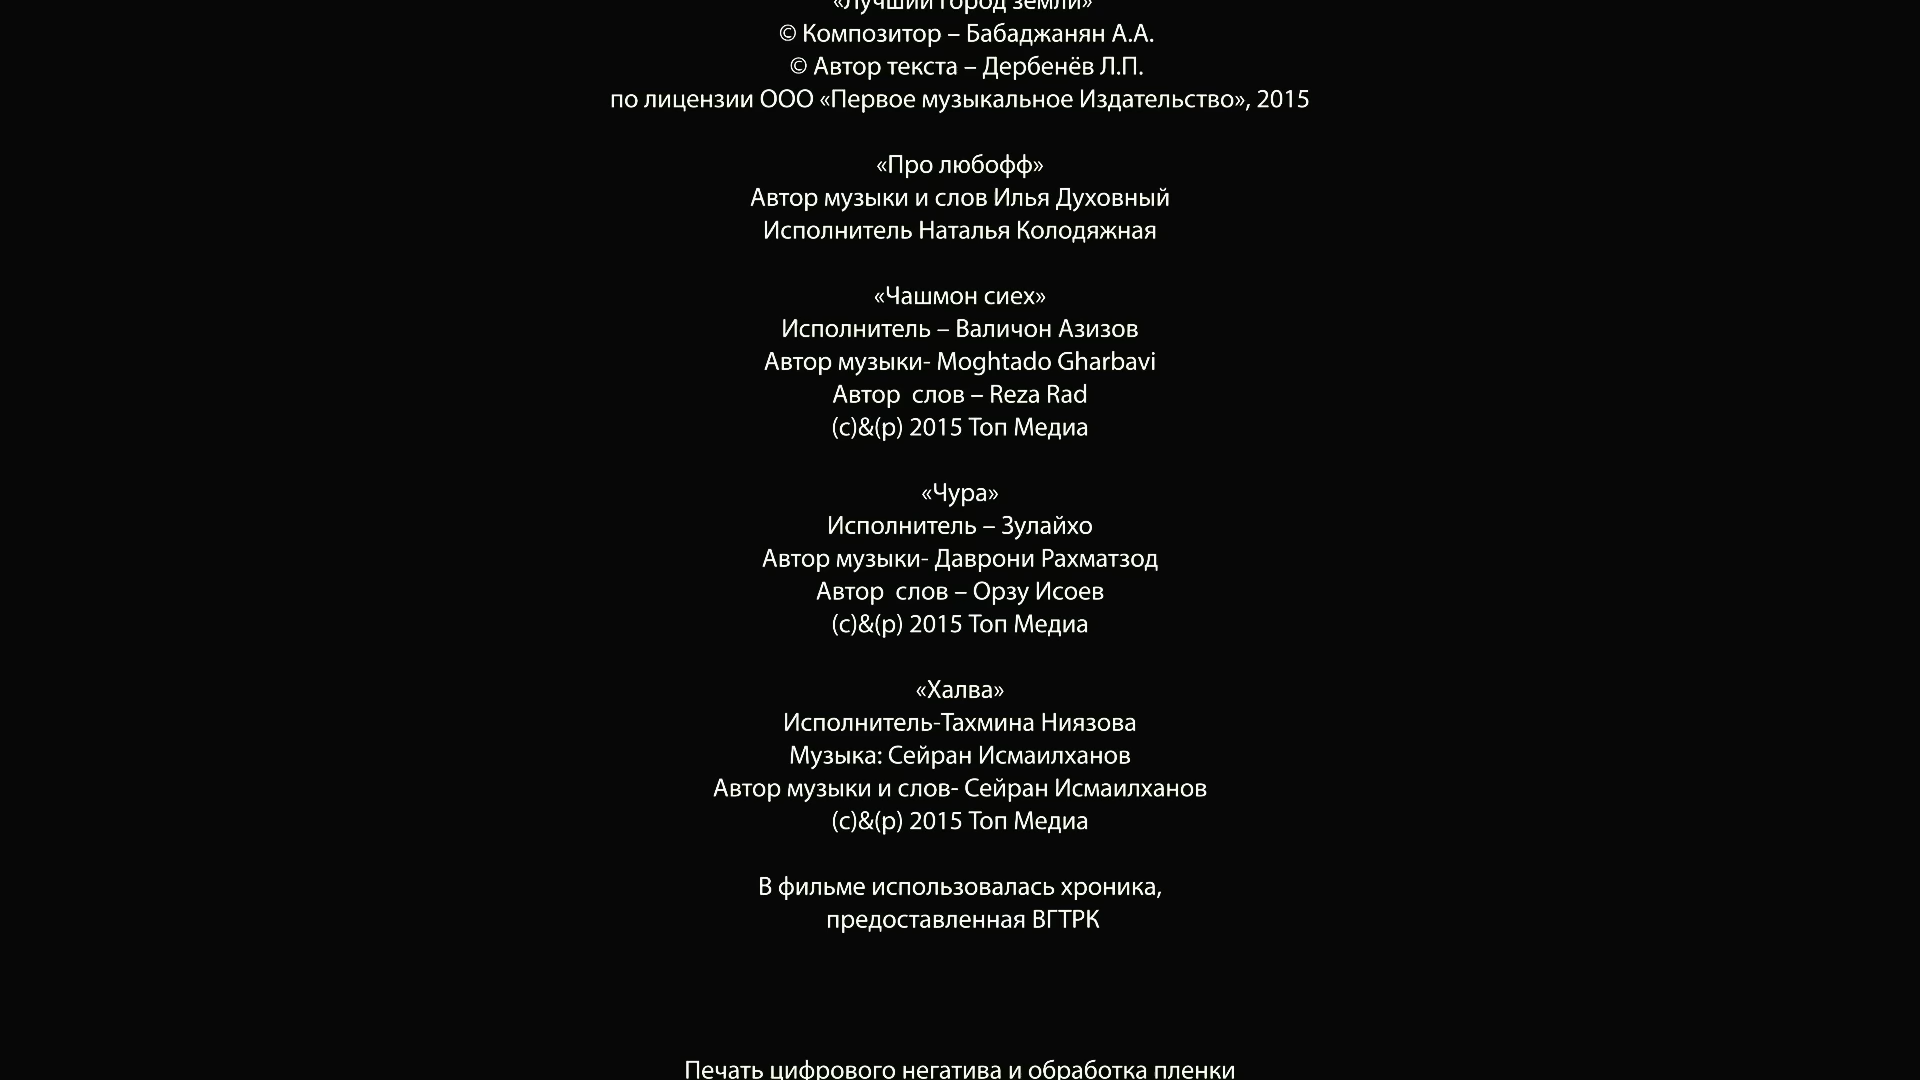 «Лучший город земли»
© Композитор – Бабаджанян А.А.
© Автор текста – Дербенёв Л.П.
по лицензии ООО «Первое музыкальное Издательство», 2015
«Про любофф»
Автор музыки и слов Илья Духовный
Исполнитель Наталья Колодяжная
«Чашмон сиех»
Исполнитель – Валичон Азизов
Автор музыки- Moghtado Gharbavi
Автор  слов – Reza Rad
(c)&(p) 2015 Топ Медиа
«Чура»
Исполнитель – Зулайхо
Автор музыки- Даврони Рахматзод
Автор  слов – Орзу Исоев
(c)&(p) 2015 Топ Медиа
«Халва»
Исполнитель-Тахмина Ниязова
Музыка: Сейран Исмаилханов
Автор музыки и слов- Сейран Исмаилханов
(c)&(p) 2015 Топ Медиа
В фильме использовалась хроника,
предоставленная ВГТРК
Печать цифрового негатива и обработка пленки